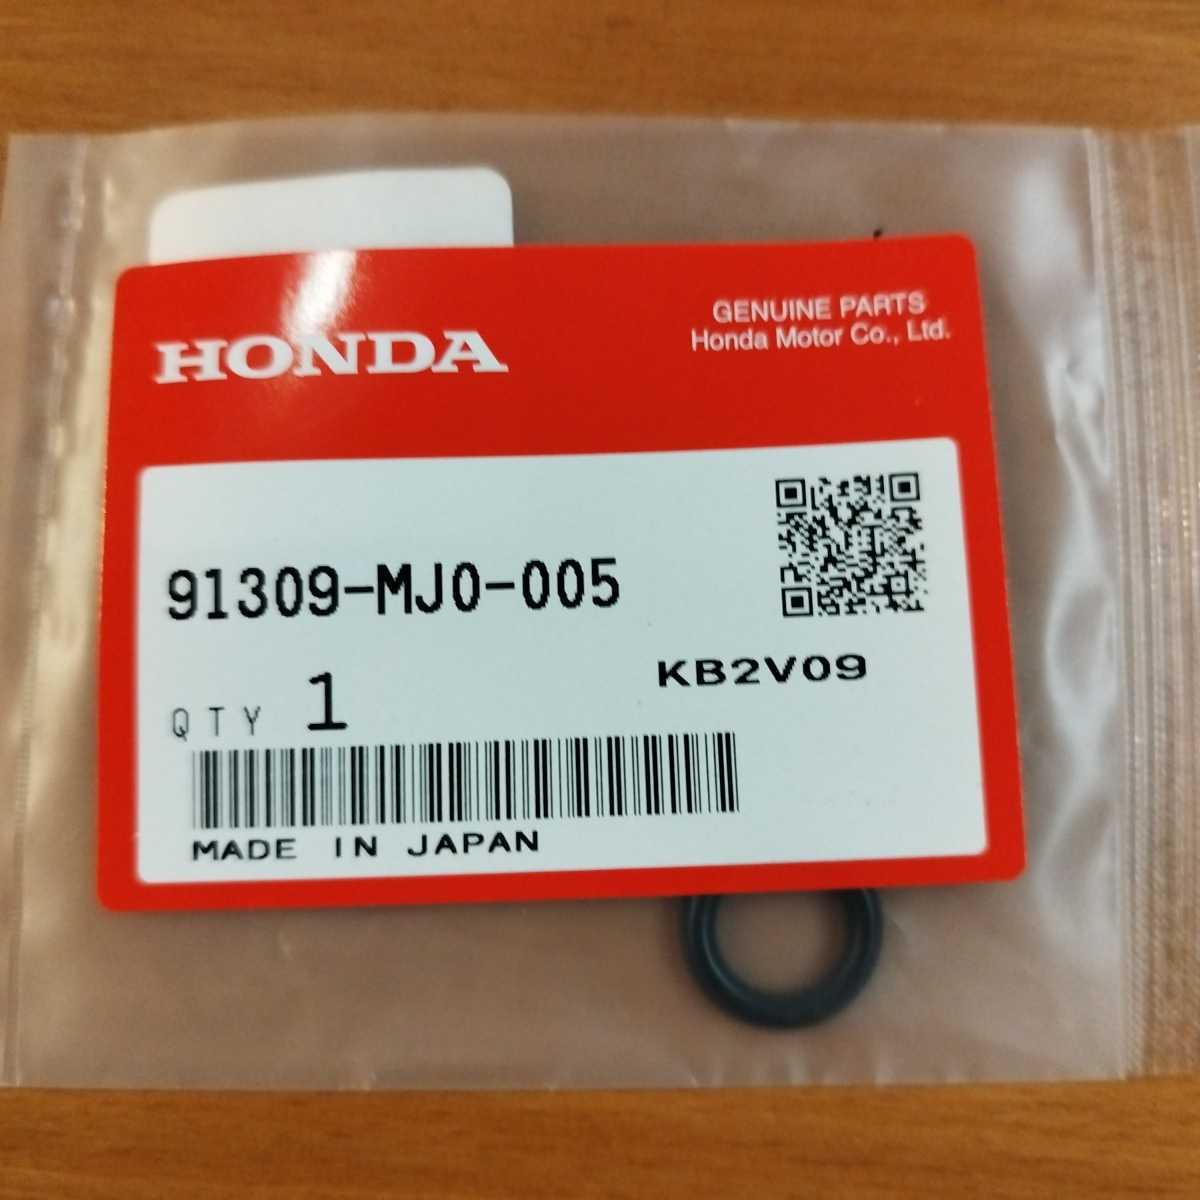 HONDA
GENUINE PARTS
Honda Motor Co., Ltd.
91309-MJ0-005
KB2V09
QTY 1
MADE IN JAPAN